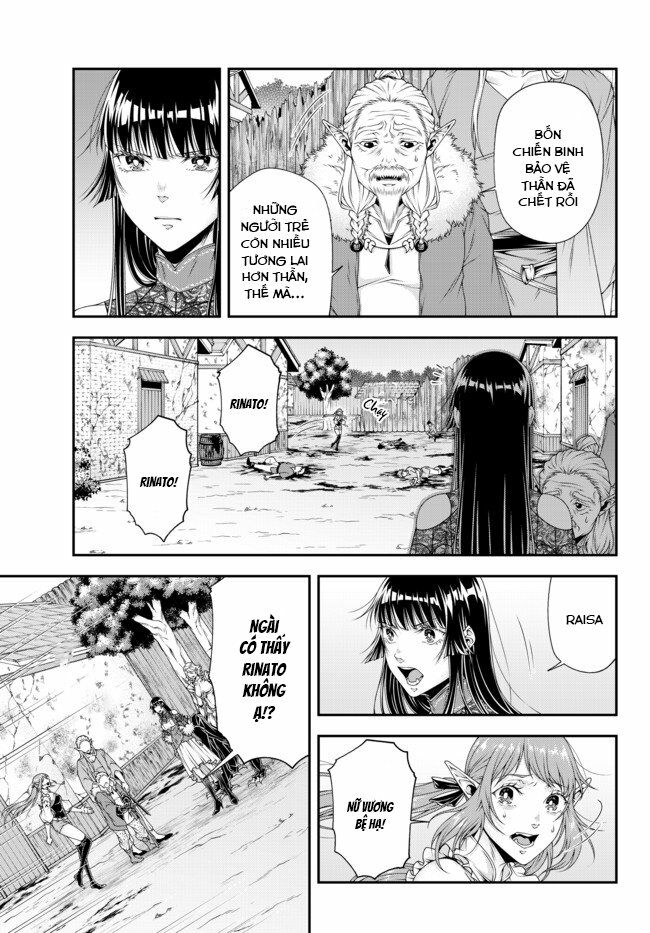 BỐN
CHIẾN BINH
BẢO VỆ
THẦN ĐÃ
CHẾT RỒI
NHỮNG
NGƯỜI TRẺ
CÒN NHIỀU
TƯƠNG LAI
HƠN THẦN,
THẾ MÀ...
RINATO!
Chạy
RINATO!
RAISA
NỮ VƯƠNG
BỆ HẠ!
NGÀI
CÓ THẤY
RINATO
KHÔNG
Ạ!?